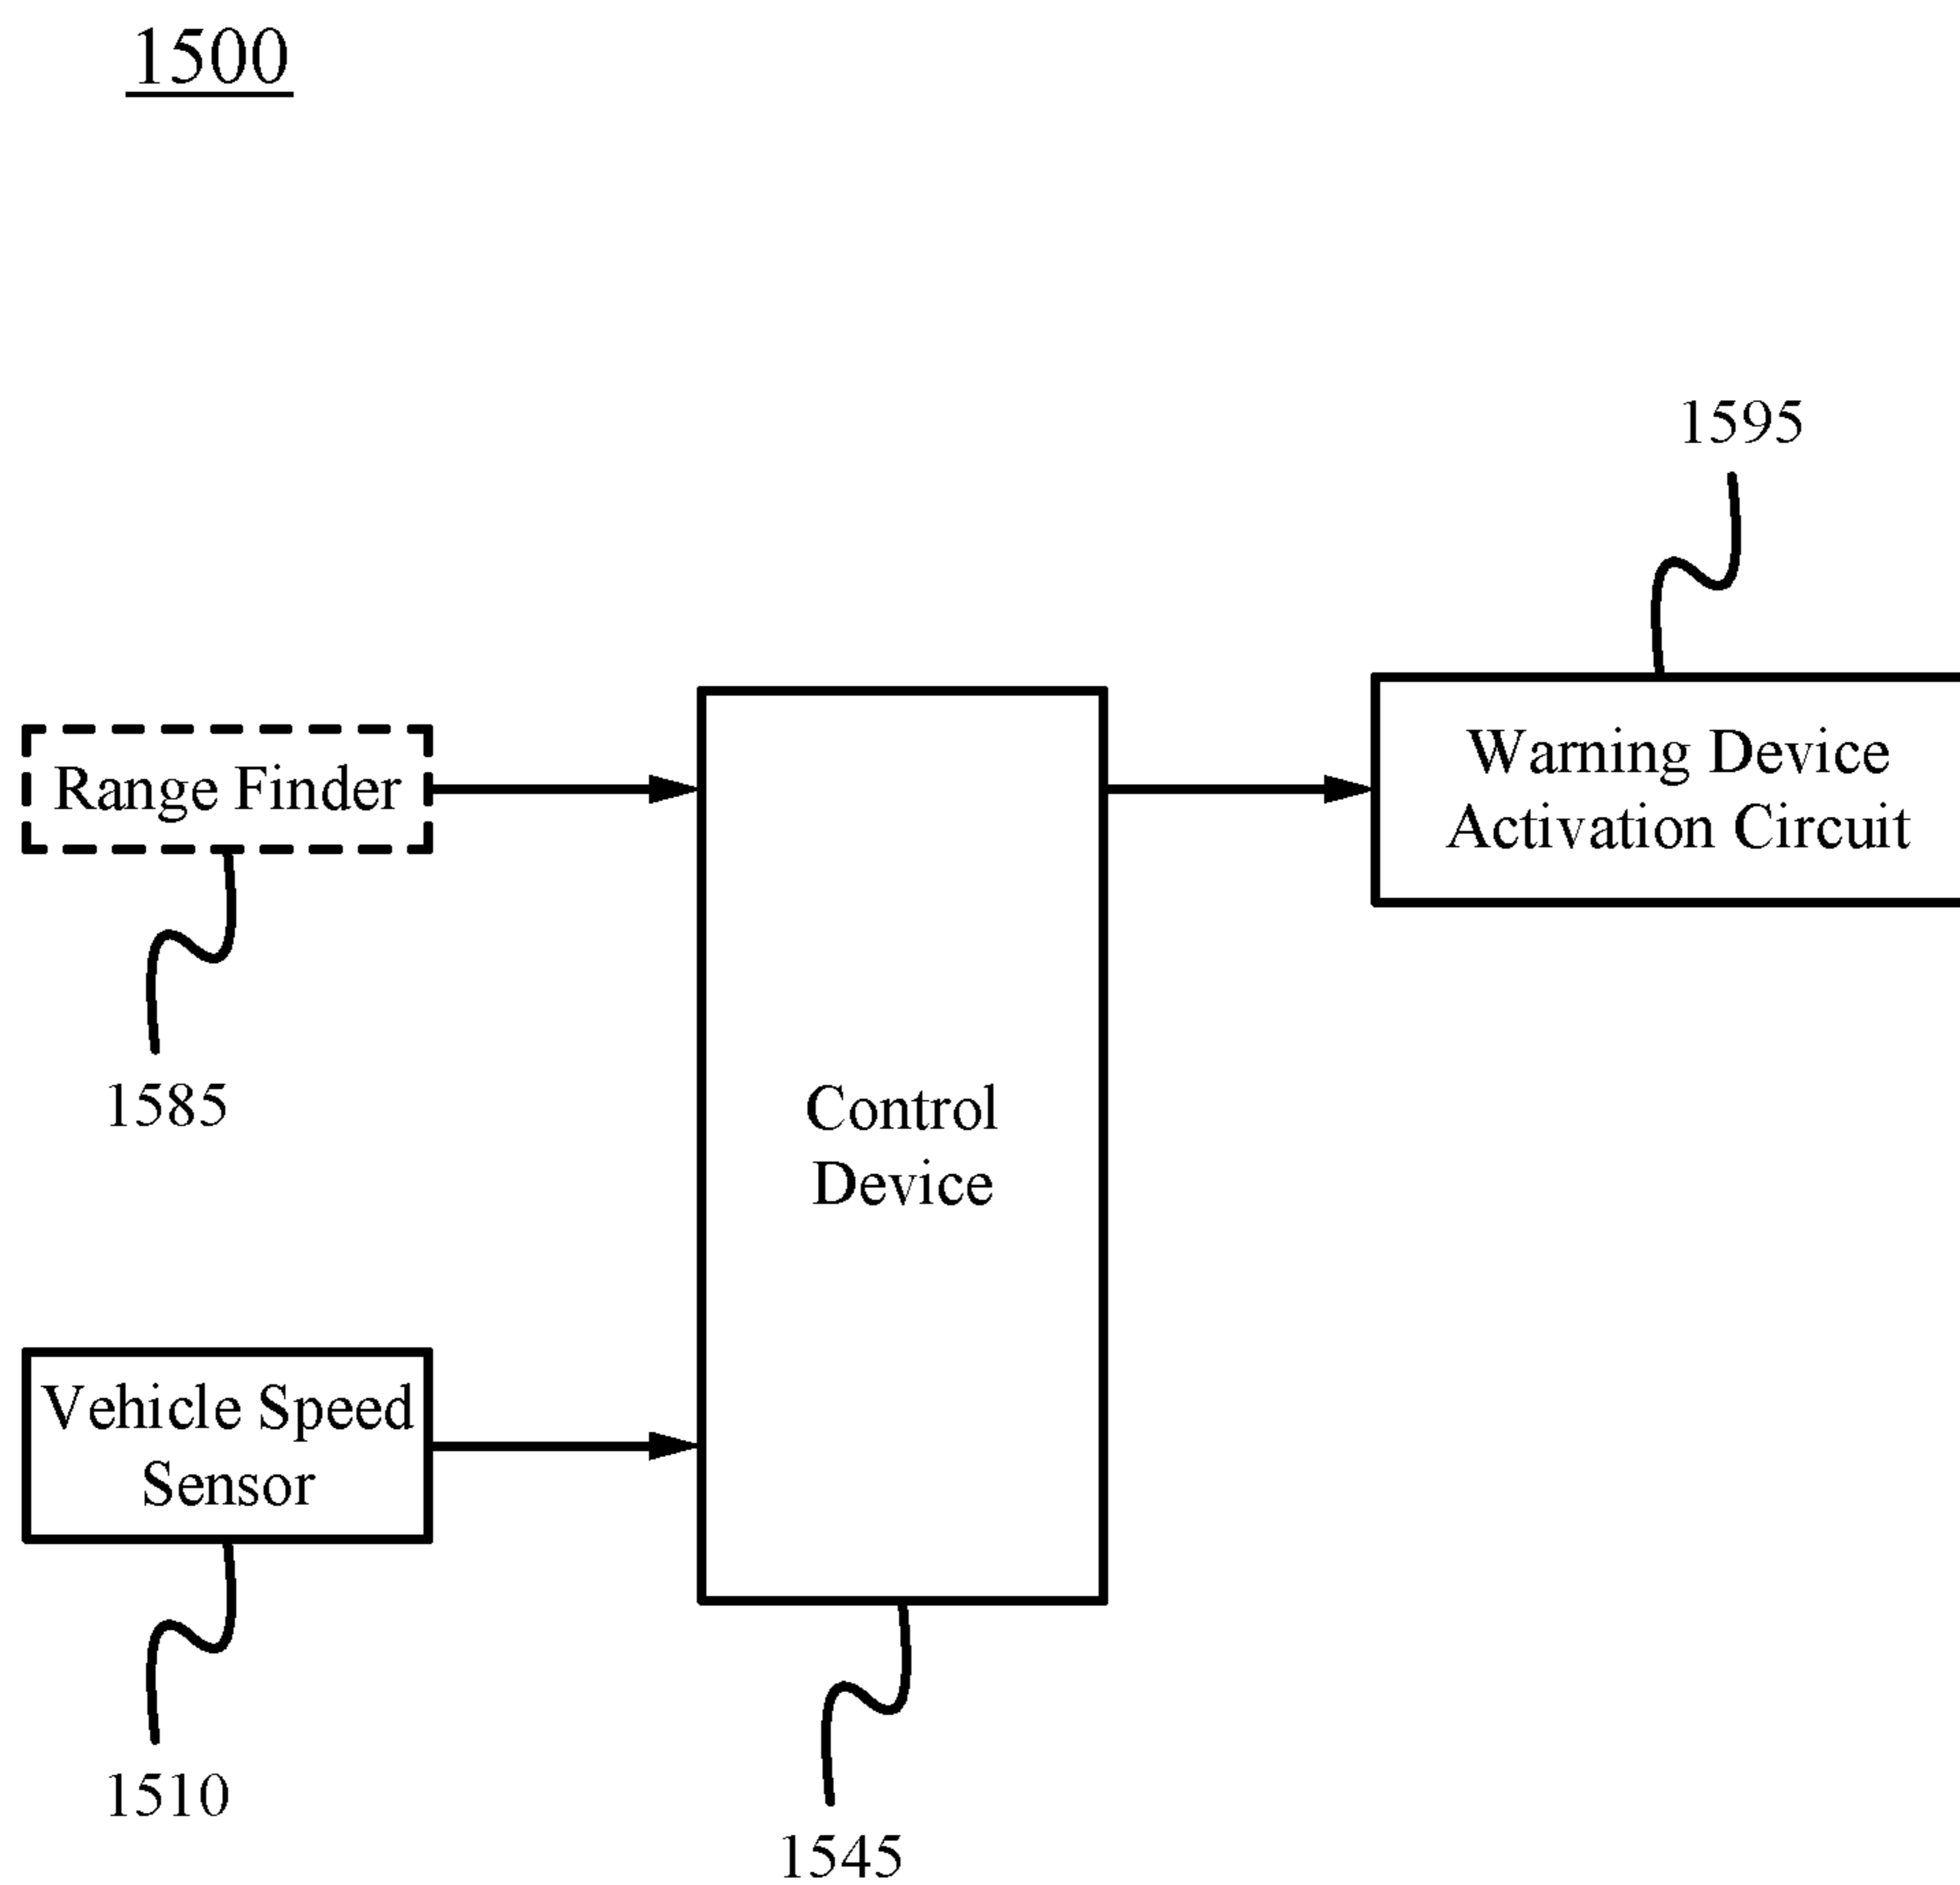 1500
1595
Range Finder
Warning Device
Activation Circuit
1585
Control
Device
Vehicle Speed
Sensor
1510
1545